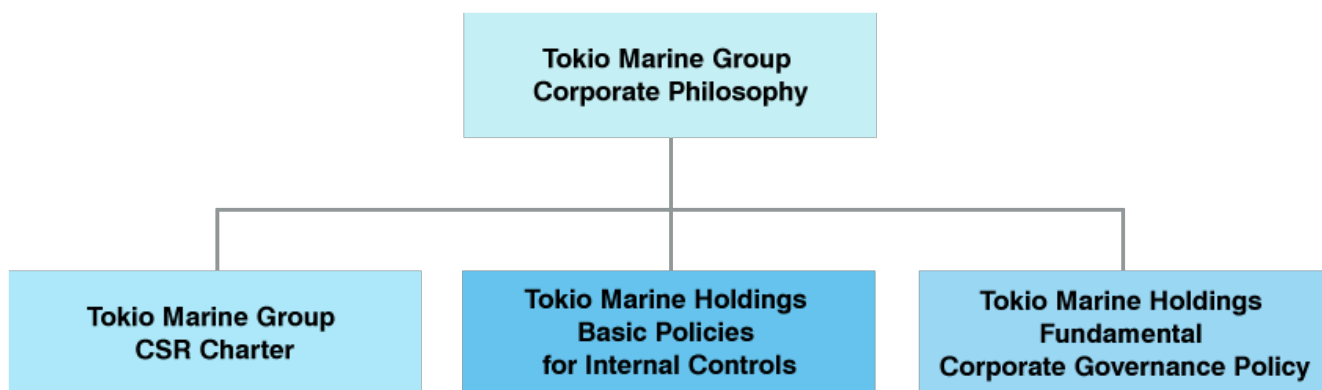 Tokio Marine Group
Corporate Philosophy
Tokio Marine Group
CSR Charter
Tokio Marine Holdings
Basic Policies
for Internal Controls
Tokio Marine Holdings
Fundamental
Corporate Governance Policy